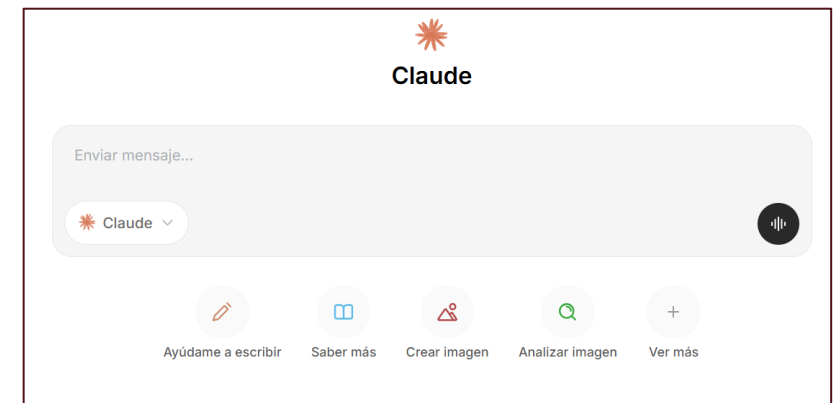 Claude
Enviar mensaje...
Claude
Ayúdame a escribir Saber más Crear imagen Analizar imagen Ver más